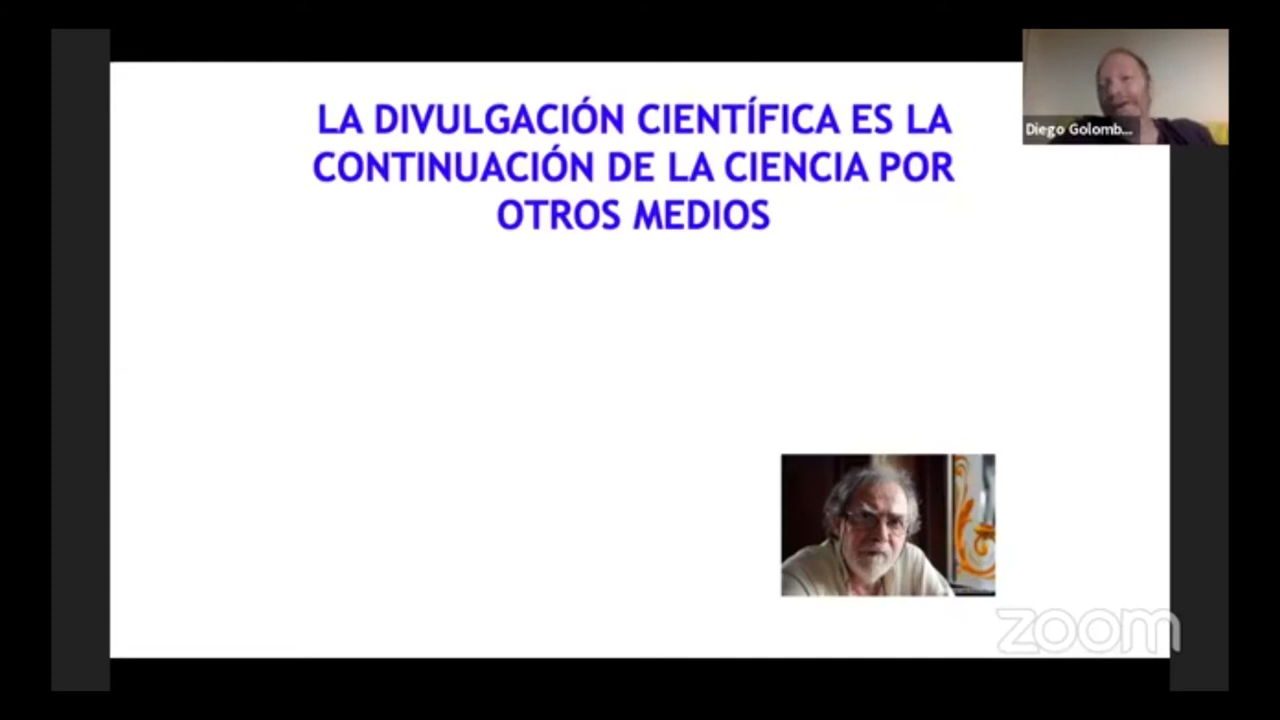 LA DIVULGACIÓN CIENTÍFICA ES LA
CONTINUACIÓN DE LA CIENCIA POR
OTROS MEDIOS
Diego Golomb...
zoom